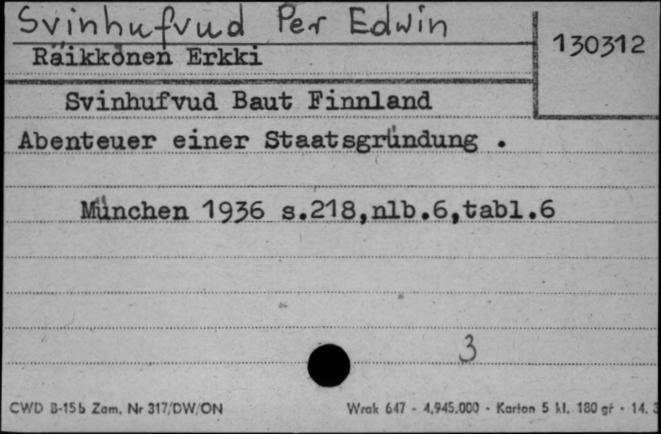 Svinhufvud Per Edwin
130312
Räikkönen Erkki
Svinhufvud Baut Finnland
Abenteuer einer Staatsgründung .
München 1936 s.218,nlb.6,tabl.6
3
CWD B-15b Zam. Nr 317/DW/ON
Wrak 647 - 4,945.000 - Karton 5 kl. 180 gr - 14. 3